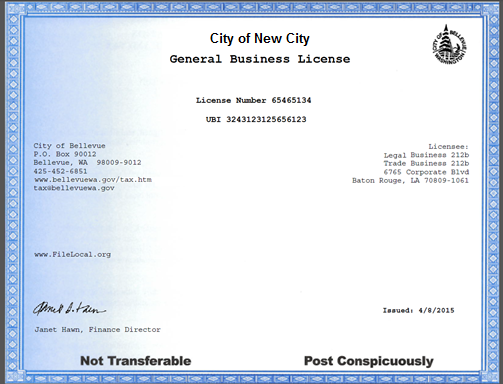 City of New City
General Business License
CITY OF BELLEVUE
WASHINGTON
License Number 65465134
UBI 3243123125656123
City of Bellevue
P.O. Box 90012
Bellevue, WA 98009-9012
425-452-6851
www.bellevuewa.gov/tax.htm
tax@bellevuewa.gov
Licensee:
Legal Business 212b
Trade Business 212b
6765 Corporate Blvd
Baton Rouge, LA 70809-1061
www.FileLocal.org
Issued: 4/8/2015
Janet Hawn, Finance Director
Not Transferable
Post Conspicuously